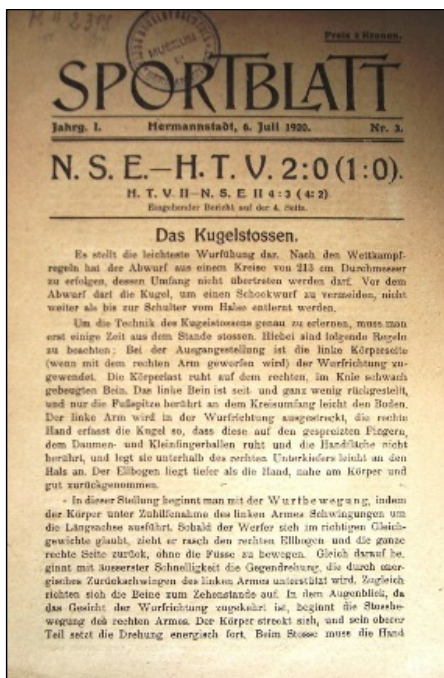 Preis 2 Kronen.
MUSEUM
SPORTBLATT
Jahrg. I. Hermannstadt, 6. Juli 1920. Nr. 3.
N. S. E.—H. T. V. 2:0 (1:0).
H. T. V II—N. S. E II 4:3 (4:2)
Eingehender Bericht auf der 4. Seite.
Das Kugelstossen.
Es stellt die leichteste Wurfübung dar. Nach den Wettkampf-
regeln hat der Abwurf aus einem Kreise von 213 cm Durchmesser
zu erfolgen, dessen Umfang nicht übertreten werden darf. Vor dem
Abwurf darf die Kugel, um einen Schockwurf zu vermeiden, nicht
weiter als bis zur Schulter vom Halse entfernt werden.
Um die Technik des Kugelstossens genau zu erlernen, muss man
erst einige Zeit aus dem Stande stossen. Hiebei sind folgende Regeln
zu beachten: Bei der Ausgangstellung ist die linke Körperseite
(wenn mit dem rechten Arm geworfen wird) der Wurfrichtung zu-
gewendet. Die Körperlast ruht auf dem rechten, im Knie schwach
gebeugten Bein. Das linke Bein ist seit- und ganz wenig rückgestellt,
und nur die Fußspitze berührt an dem Kreisumfang leicht den Boden.
Der linke Arm wird in der Wurfrichtung ausgestreckt, die rechte
Hand erfasst die Kugel so, dass diese auf den gespreizten Fingern,
dem Daumen- und Kleinfingerballen ruht und die Handfläche nicht
berührt, und legt sie unterhalb des rechten Unterkiefers leicht an den
Hals an. Der Ellbogen liegt tiefer als die Hand, nahe am Körper und
gut zurückgenommen.
In dieser Stellung beginnt man mit der Wurfbewegung, indem
der Körper unter Zuhilfenahme des linken Armes Schwingungen um
die Längsachse ausführt. Sobald der Werfer sich im richtigen Gleich-
gewichte glaubt, zieht er rasch den rechten Ellbogen und die ganze
rechte Seite zurück, ohne die Füsse zu bewegen. Gleich darauf be-
ginnt mit äusserster Schnelligkeit die Gegendrehung, die durch ener-
gisches Zurückschwingen des linken Armes unterstützt wird. Zugleich
richten sich die Beine zum Zehenstande auf. In dem Augenblick, da
das Gesicht der Wurfrichtung zugekehrt ist, beginnt die Stossbe-
wegung des rechten Armes. Der Körper streckt sich, und sein oberer
Teil setzt die Drehung energisch fort. Beim Stosse muss die Hand